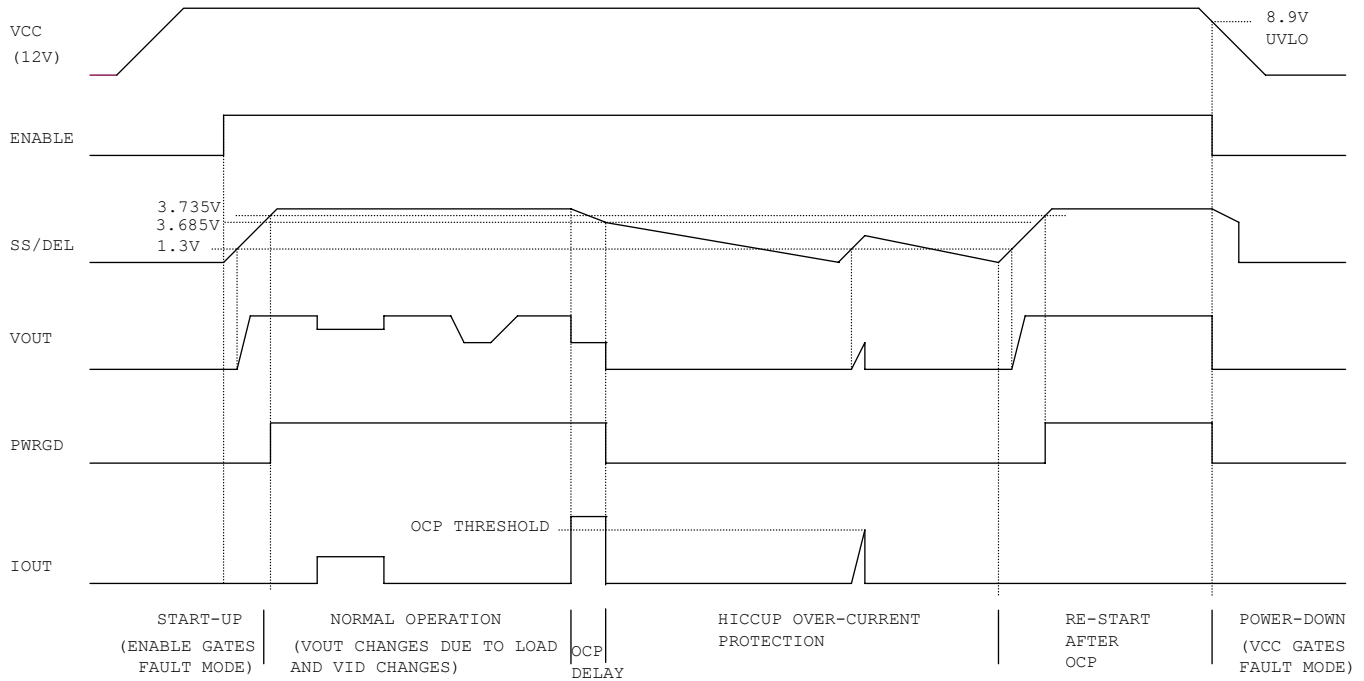 VCC
(12V)
8.9V
UVLO
ENABLE
3.735V
3.685V
SS/DEL
1.3V
VOUT
PWRGD
OCP THRESHOLD
IOUT
START-UP
(ENABLE GATES
FAULT MODE)
NORMAL OPERATION
(VOUT CHANGES DUE TO LOAD
AND VID CHANGES)
OCP
DELAY
HICCUP OVER-CURRENT
PROTECTION
RE-START
AFTER
OCP
POWER-DOWN
(VCC GATES
FAULT MODE)